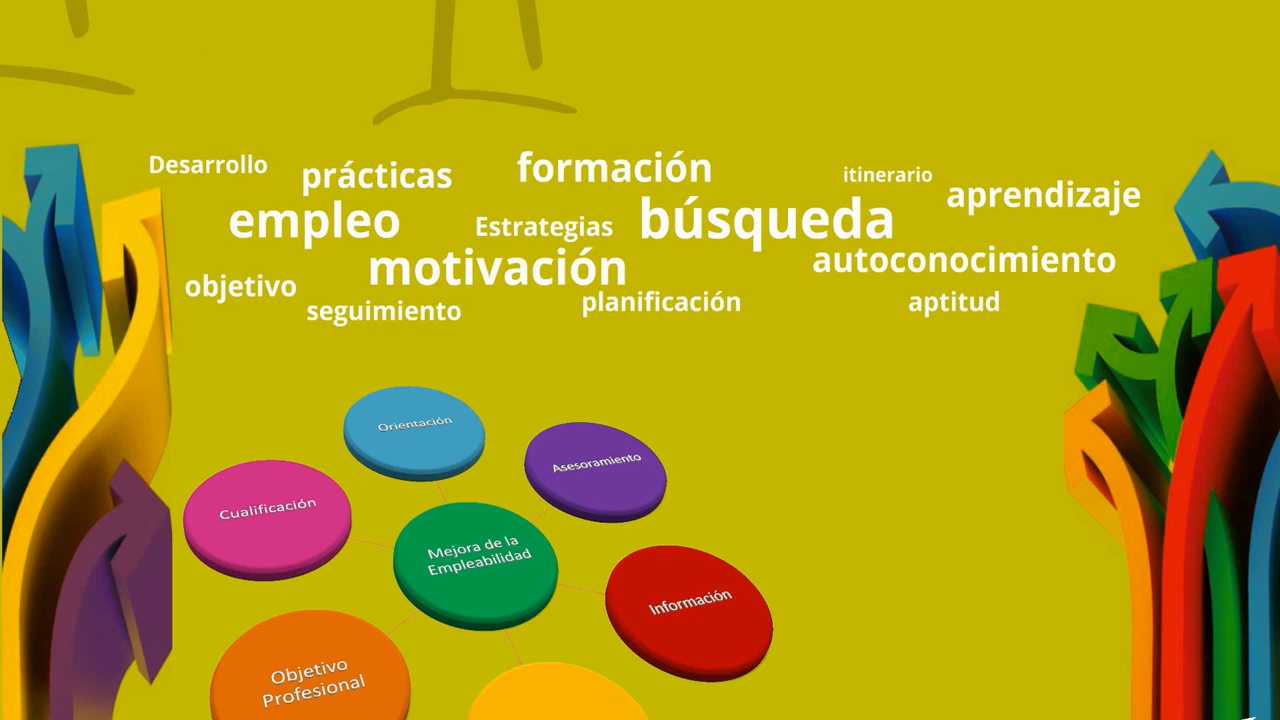 Desarrollo
prácticas
formación
itinerario
aprendizaje
empleo
Estrategias
búsqueda
motivación
autoconocimiento
objetivo
seguimiento
planificación
aptitud
Orientación
Asesoramiento
Cualificación
Mejora de la
Empleabilidad
Información
Objetivo
Profesional